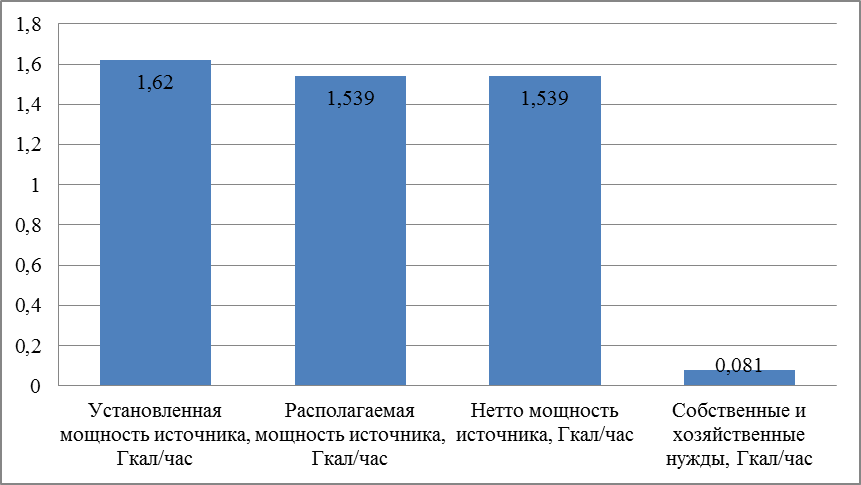 1,8
1,6
1,4
1,2
1
0,8
0,6
0,4
0,2
0
1,62
1,539
1,539
0,081
Установленная
мощность источника,
Гкал/час
Располагаемая
мощность источника,
Гкал/час
Нетто мощность
источника, Гкал/час
Собственные и
хозяйственные
нужды, Гкал/час